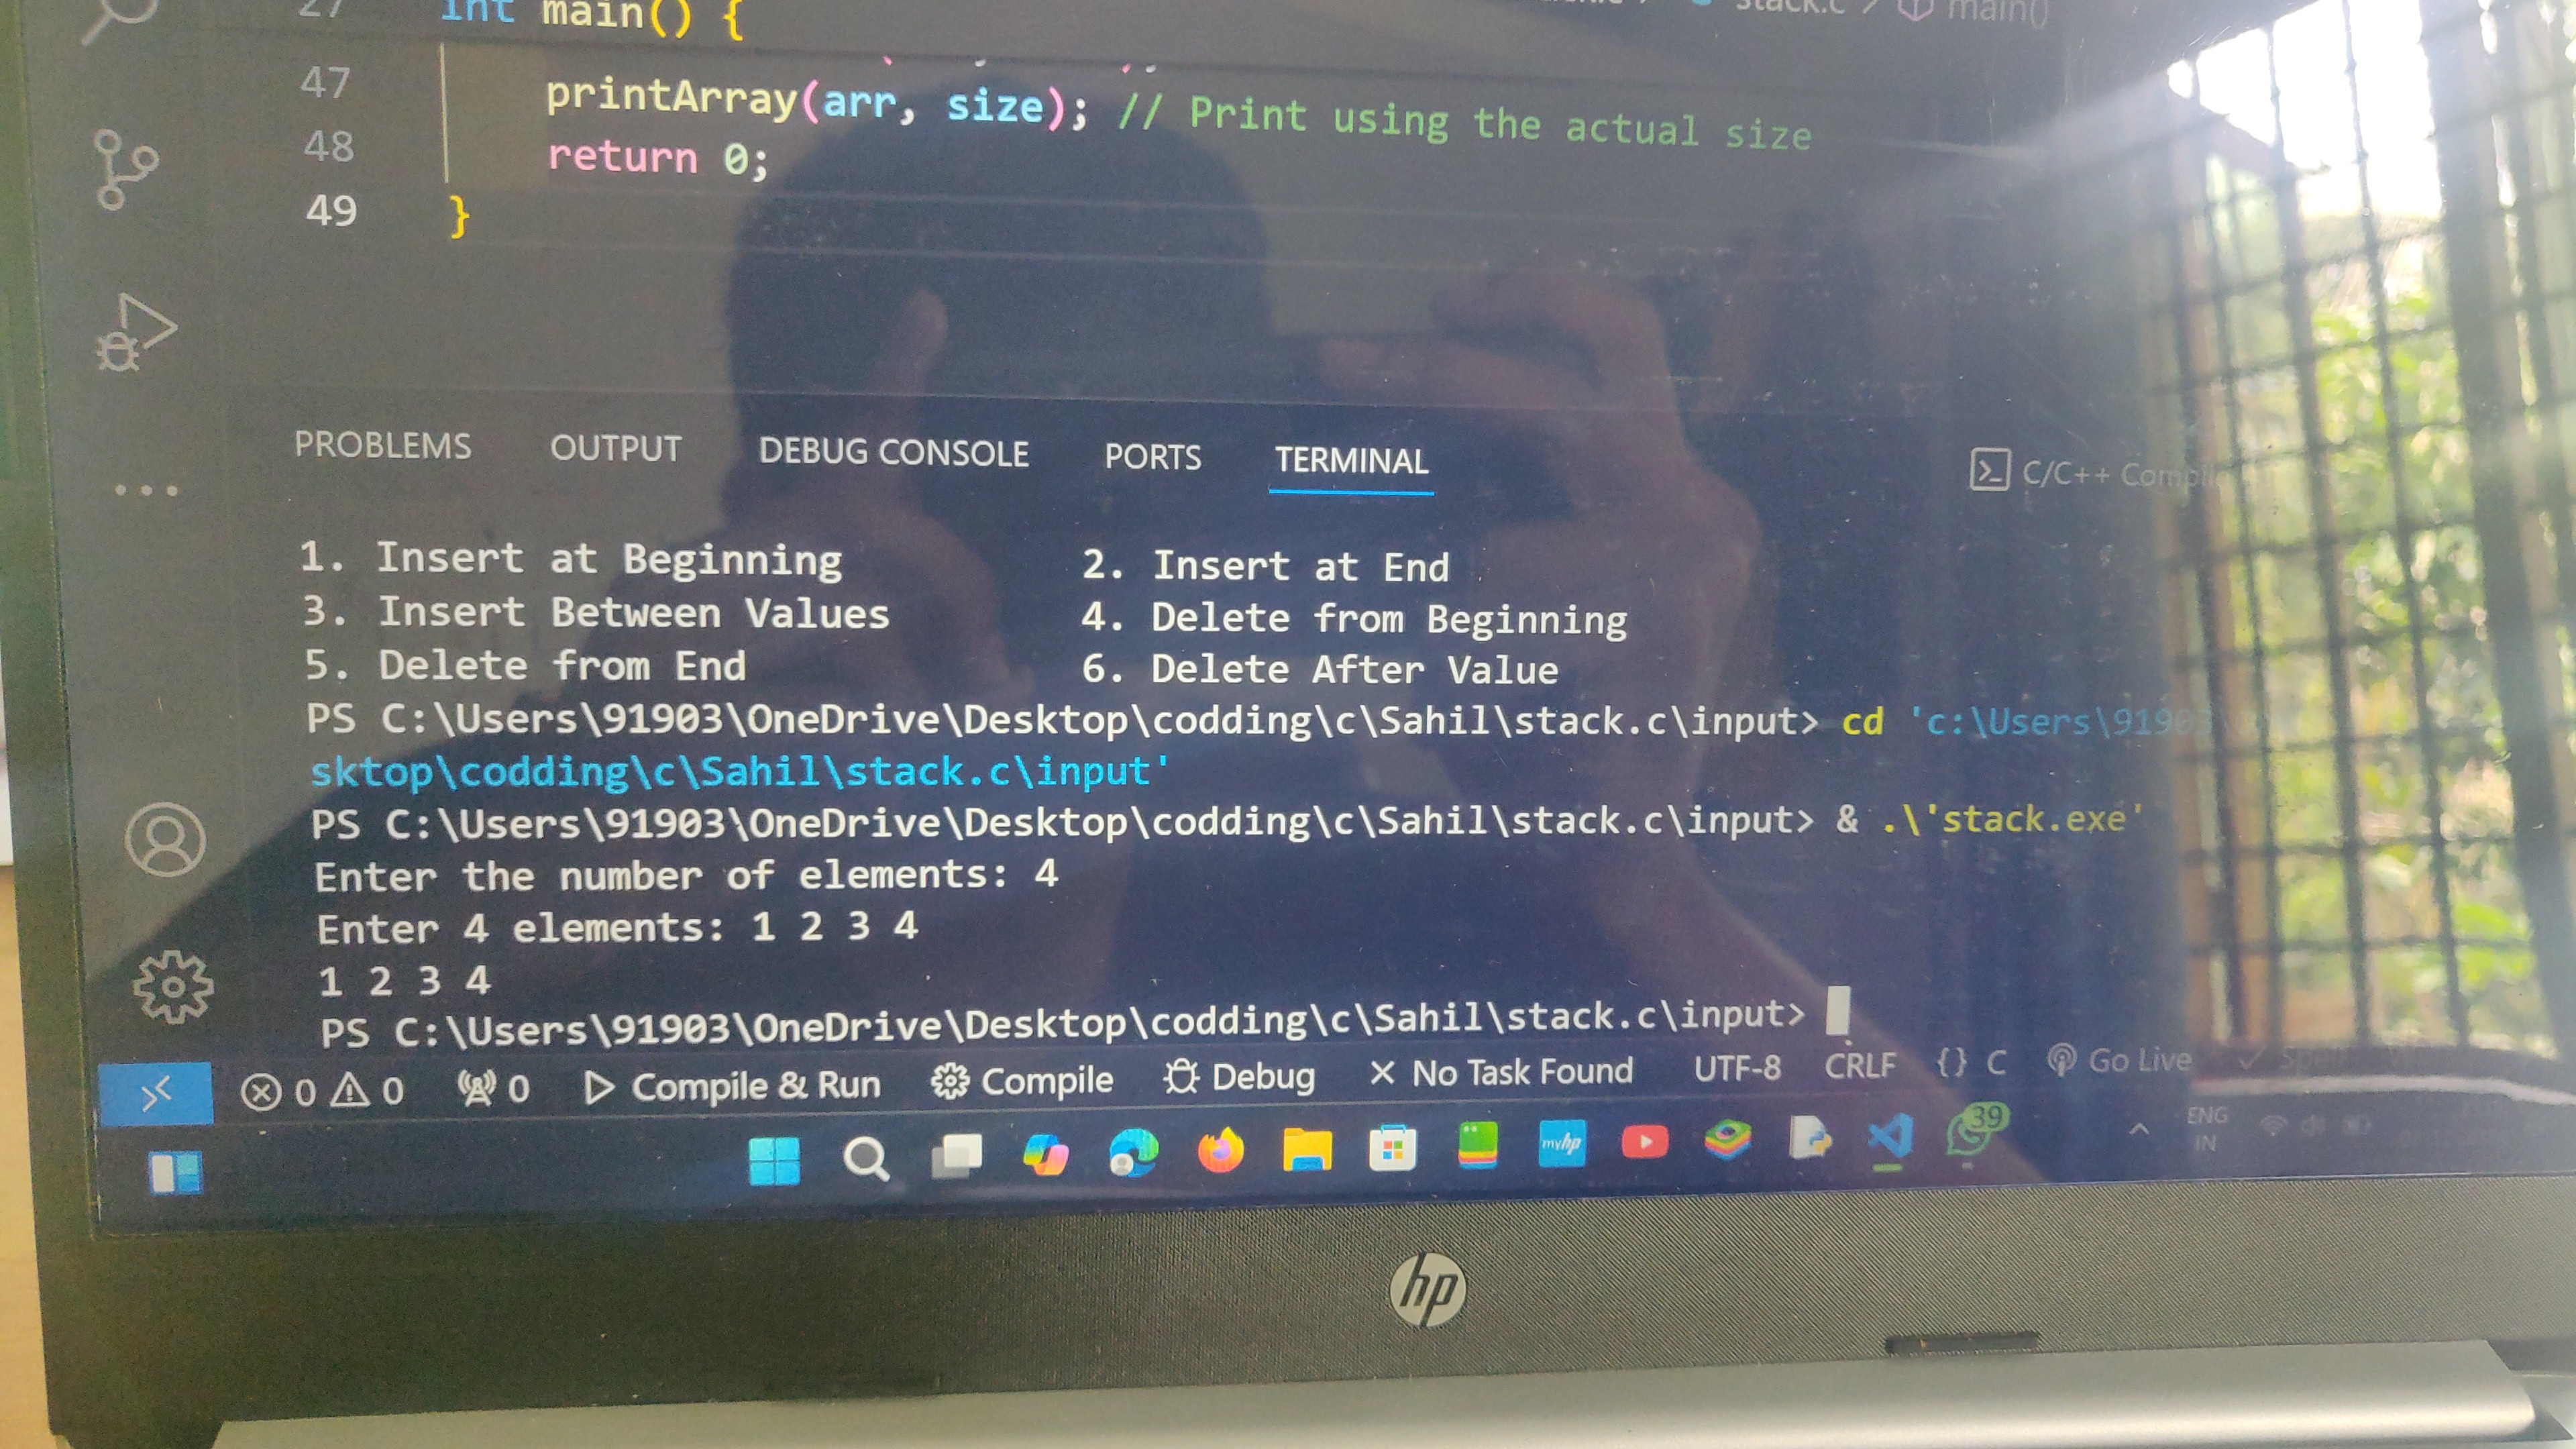 stack.c
main()
27 int main() {
47 printArray(arr, size); // Print using the actual size
48 return 0;
49 }
PROBLEMS OUTPUT DEBUG CONSOLE PORTS TERMINAL
C/C++ Compile
1. Insert at Beginning 2. Insert at End
3. Insert Between Values 4. Delete from Beginning
5. Delete from End 6. Delete After Value
PS C:\Users\91903\OneDrive\Desktop\codding\c\Sahil\stack.c\input> cd 'c:\Users\91903\
sktop\codding\c\Sahil\stack.c\input'
PS C:\Users\91903\OneDrive\Desktop\codding\c\Sahil\stack.c\input> & .\'stack.exe'
Enter the number of elements: 4
Enter 4 elements: 1 2 3 4
1 2 3 4
PS C:\Users\91903\OneDrive\Desktop\codding\c\Sahil\stack.c\input>
0 0 0 Compile & Run Compile Debug No Task Found UTF-8 CRLF {} C Go Live
myhp
39
ENG
IN
hp